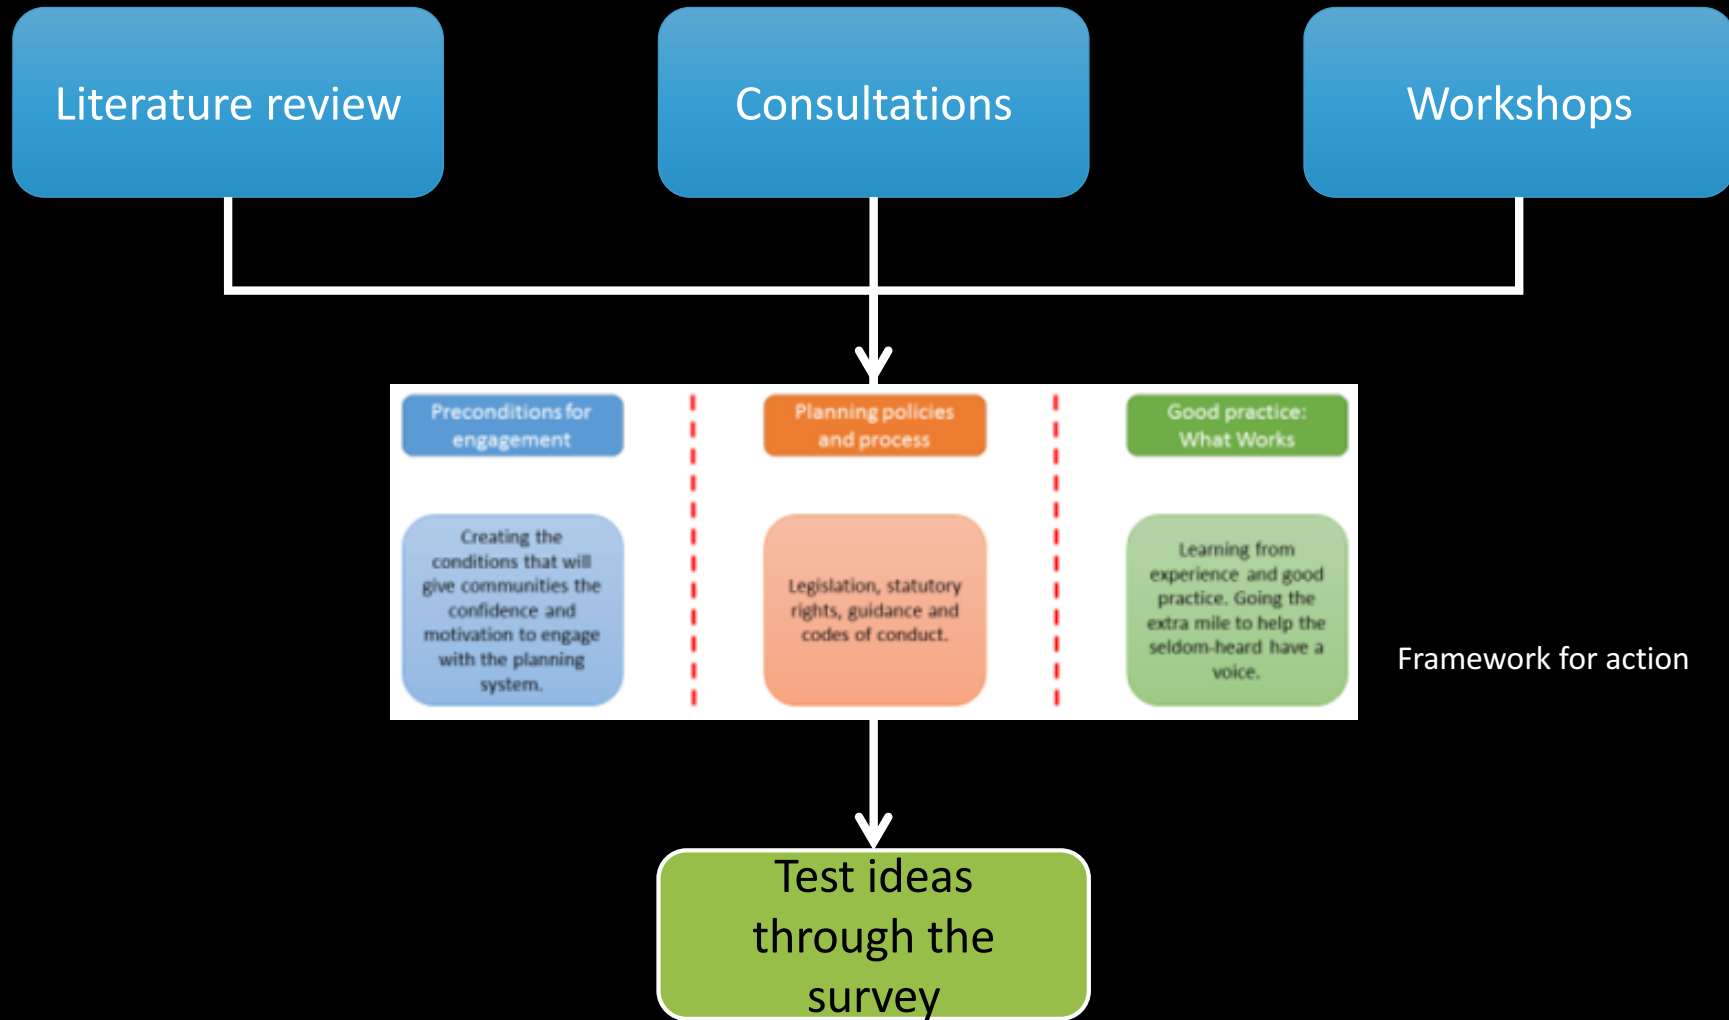 Literature review
Consultations
Workshops
Preconditions for
engagement
Planning policies
and process
Good practice:
What Works
Creating the
conditions that will
give communities the
confidence and
motivation to engage
with the planning
system.
Legislation, statutory
rights, guidance and
codes of conduct.
Learning from
experience and good
practice. Going the
extra mile to help the
seldom-heard have a
voice.
Framework for action
Test ideas
through the
survey